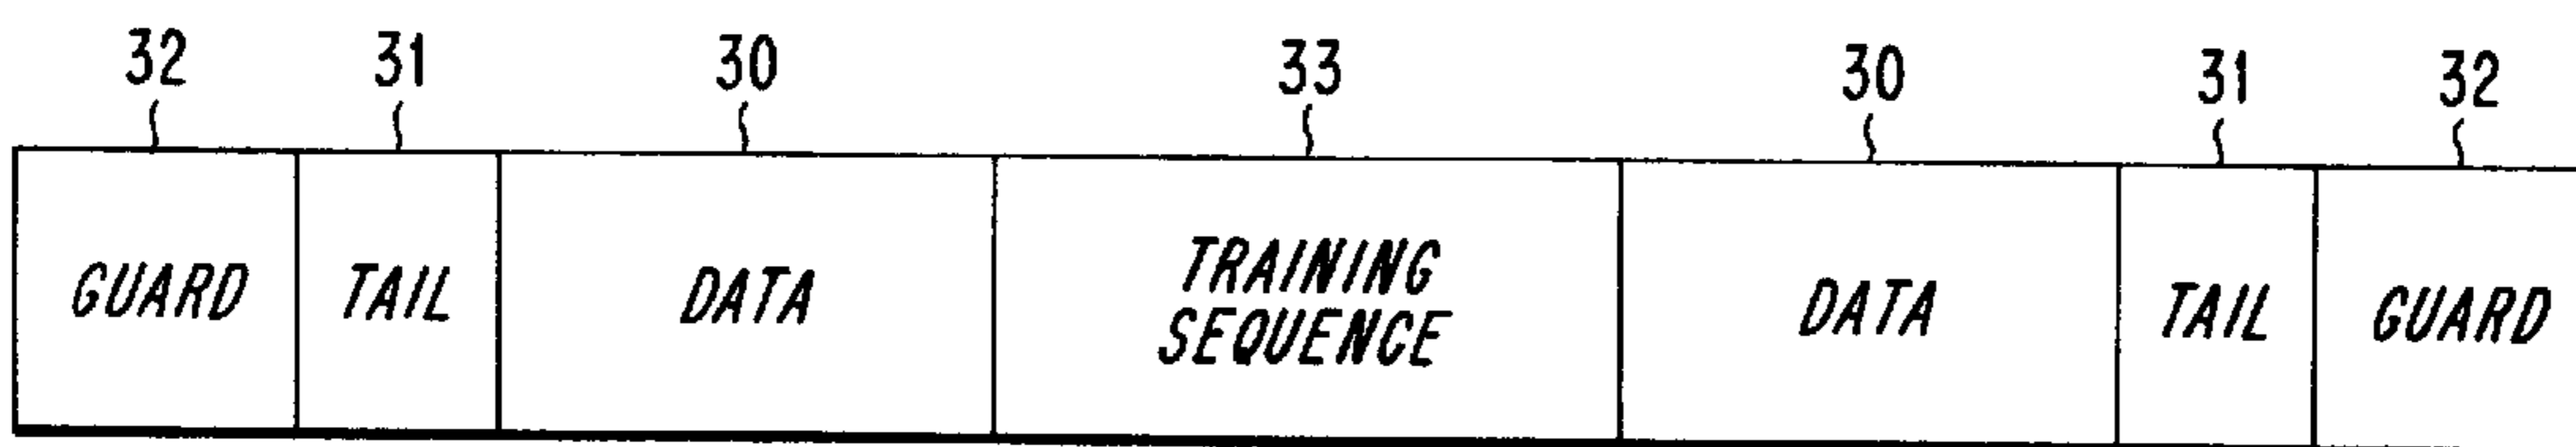 32 31 30 33 30 31 32
GUARD TAIL DATA TRAINING SEQUENCE DATA TAIL GUARD